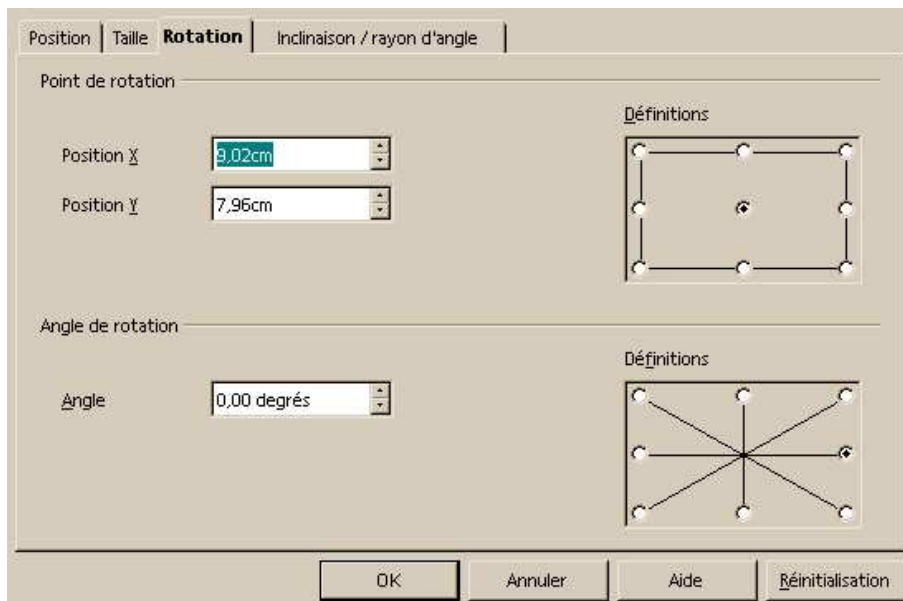 Position Taille Rotation Inclinaison / rayon d'angle
Point de rotation
Définitions
Position X 9,02cm
Position Y 7,96cm
Angle de rotation
Définitions
Angle 0,00 degrés
OK Annuler Aide Réinitialisation